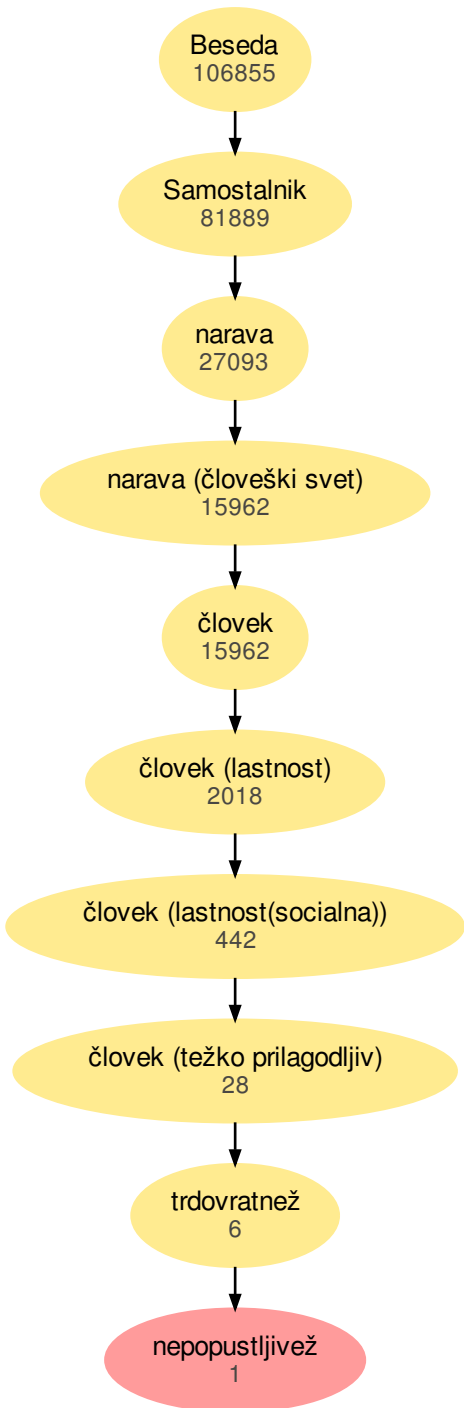 Beseda
106855
Samostalnik
81889
narava
27093
narava (človeški svet)
15962
človek
15962
človek (lastnost)
2018
človek (lastnost(socialna))
442
človek (težko prilagodljiv)
28
trdovratnež
6
nepopustljivež
1